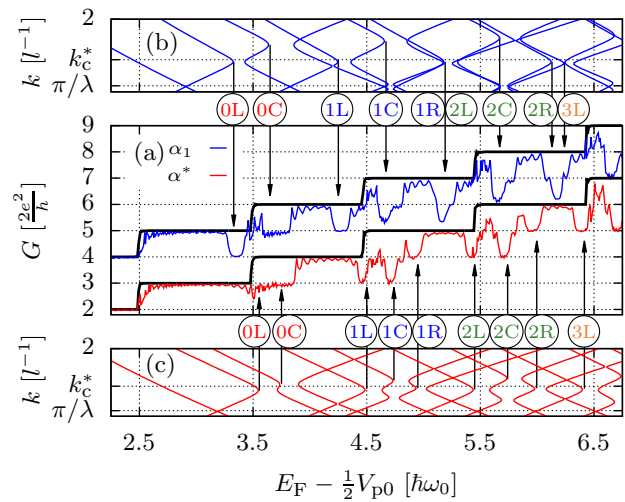 (b)
k [l⁻¹]
2
k*c
π/λ
0L 0C 1L 1C 1R 2L 2C 2R 3L
(a)
α₁
α*
G [2e²/h]
9
8
7
6
5
4
3
2
0L 0C 1L 1C 1R 2L 2C 2R 3L
(c)
k [l⁻¹]
2
k*c
π/λ
2.5 3.5 4.5 5.5 6.5
E_F − ½V_p0 [ħω₀]